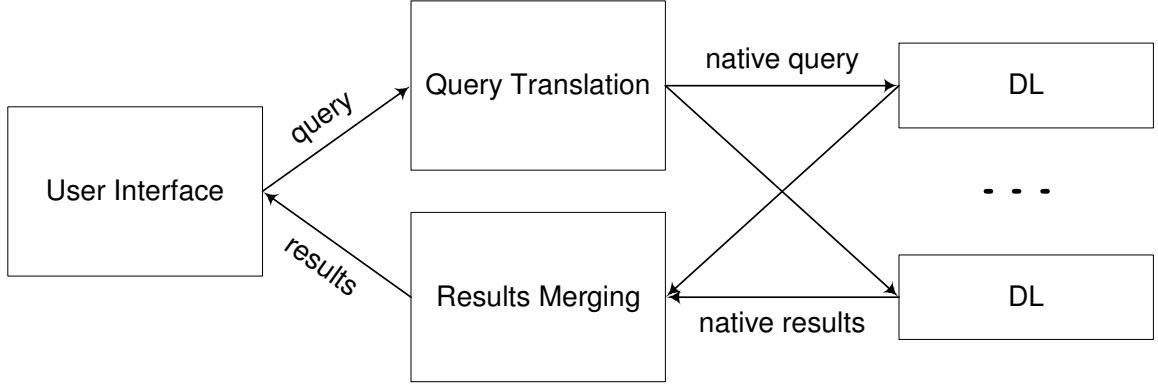 User Interface
query
results
Query Translation
Results Merging
native query
native results
DL
- - -
DL